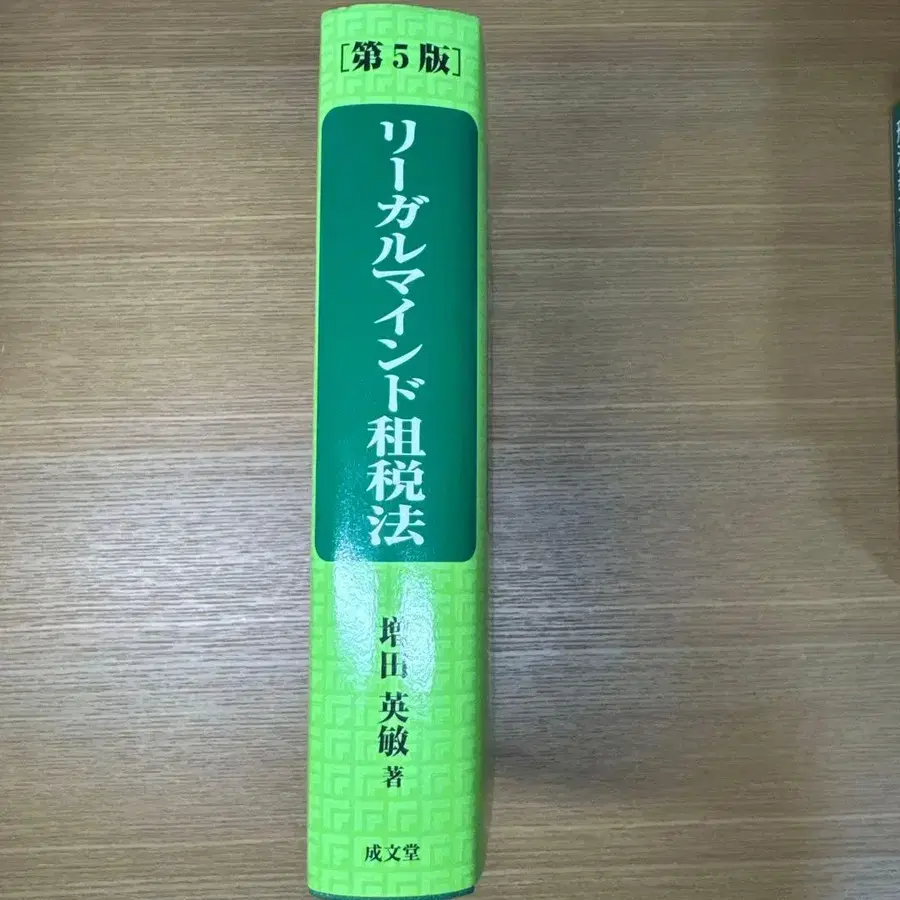 [第5版]
リーガルマインド租税法
増田 英敏 著
成文堂